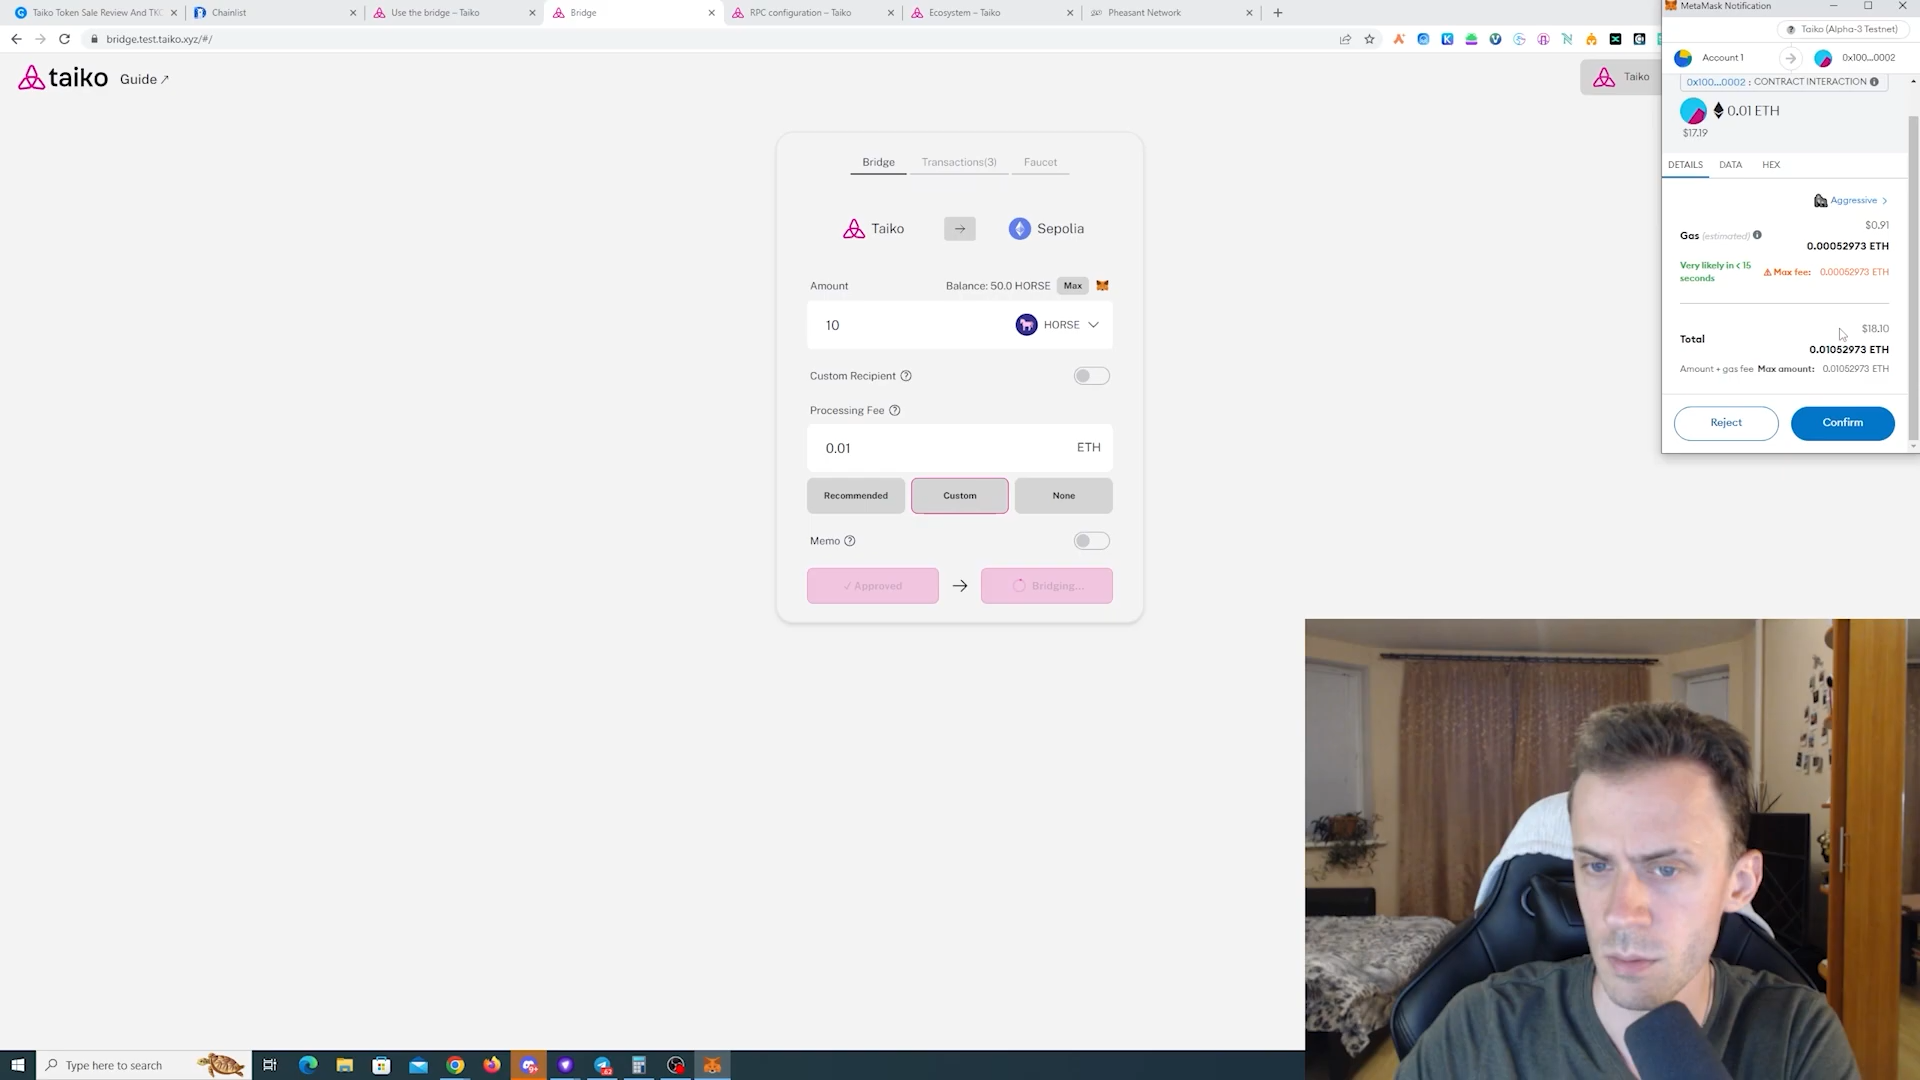 Taiko Token Sale Review And TKO
Chainlist
Use the bridge – Taiko
Bridge
RPC configuration – Taiko
Ecosystem – Taiko
Pheasant Network
bridge.test.taiko.xyz/#/
taiko
Guide ↗
Taiko
Bridge
Transactions(3)
Faucet
Taiko
→
Sepolia
Amount
Balance: 50.0 HORSE
Max
10
HORSE
Custom Recipient
Processing Fee
0.01
ETH
Recommended
Custom
None
Memo
✓ Approved
→
Bridging...
MetaMask Notification
Taiko (Alpha-3 Testnet)
Account 1
0x100...0002
0x100...0002 : CONTRACT INTERACTION
0.01 ETH
$17.19
DETAILS
DATA
HEX
Aggressive >
$0.91
Gas (estimated)
0.00052973 ETH
Very likely in < 15 seconds
Max fee: 0.00052973 ETH
$18.10
Total
0.01052973 ETH
Amount + gas fee Max amount: 0.01052973 ETH
Reject
Confirm
Type here to search